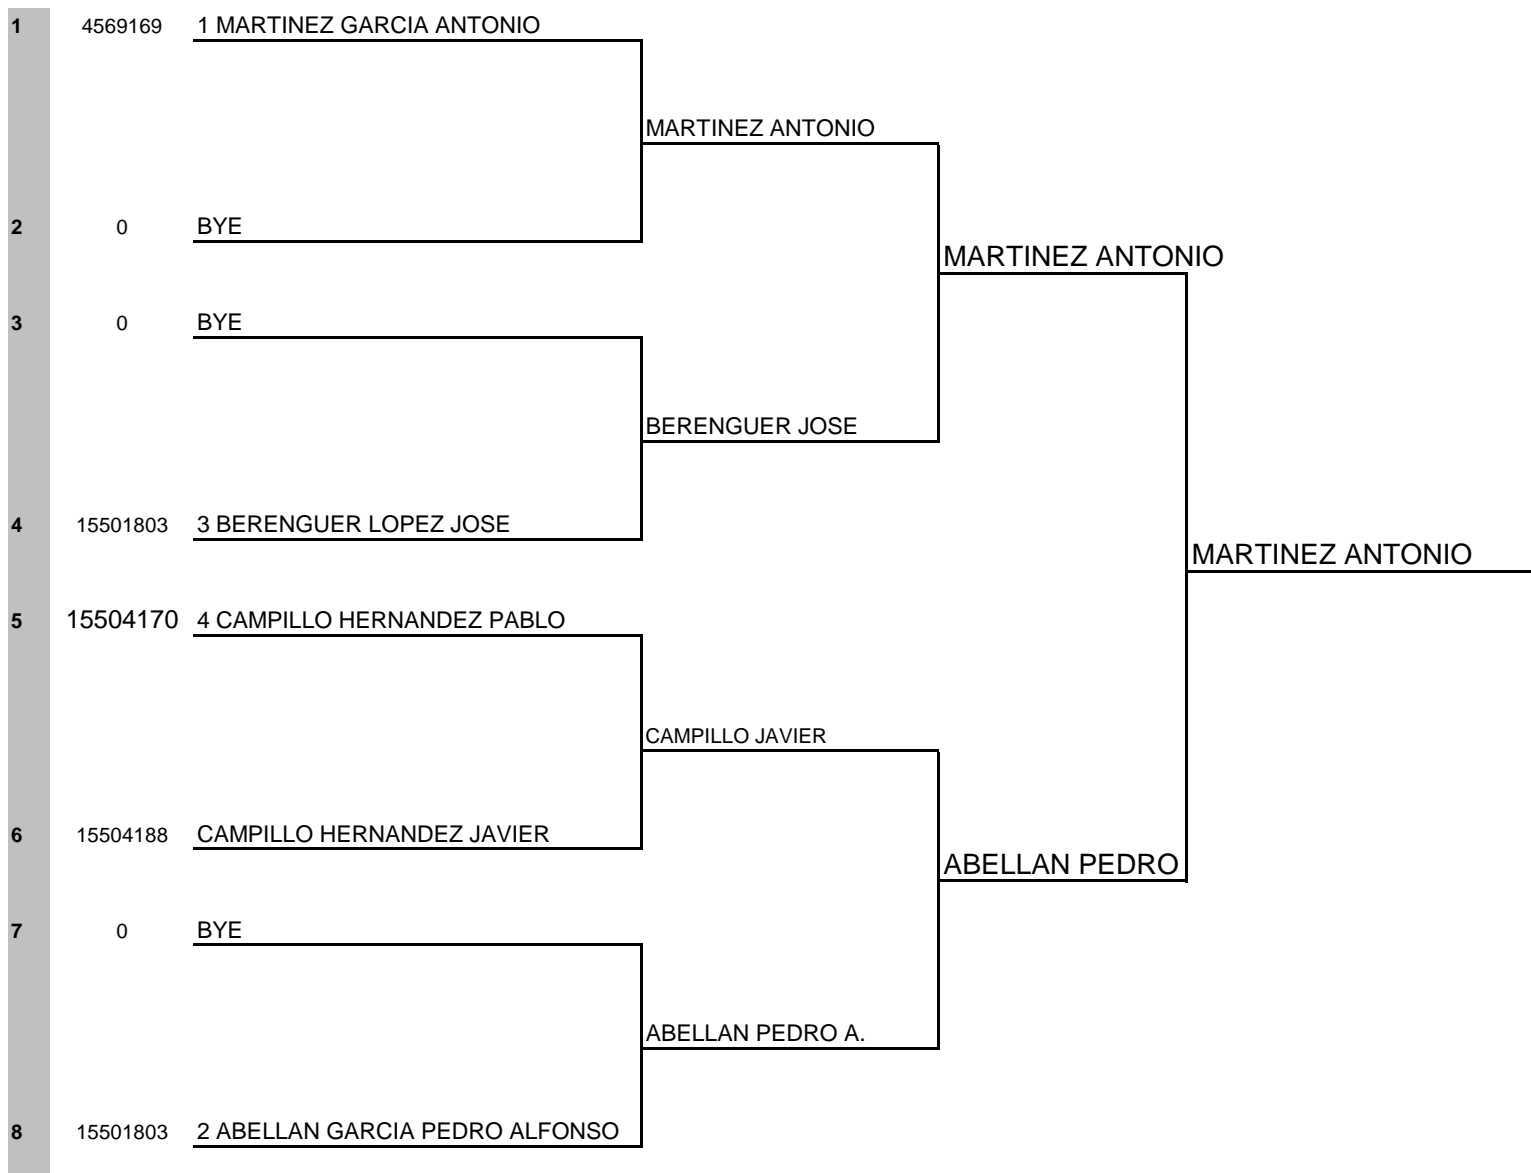 1 4569169 1 MARTINEZ GARCIA ANTONIO
MARTINEZ ANTONIO
2 0 BYE
MARTINEZ ANTONIO
3 0 BYE
BERENGUER JOSE
4 15501803 3 BERENGUER LOPEZ JOSE
MARTINEZ ANTONIO
5 15504170 4 CAMPILLO HERNANDEZ PABLO
CAMPILLO JAVIER
6 15504188 CAMPILLO HERNANDEZ JAVIER
ABELLAN PEDRO
7 0 BYE
ABELLAN PEDRO A.
8 15501803 2 ABELLAN GARCIA PEDRO ALFONSO